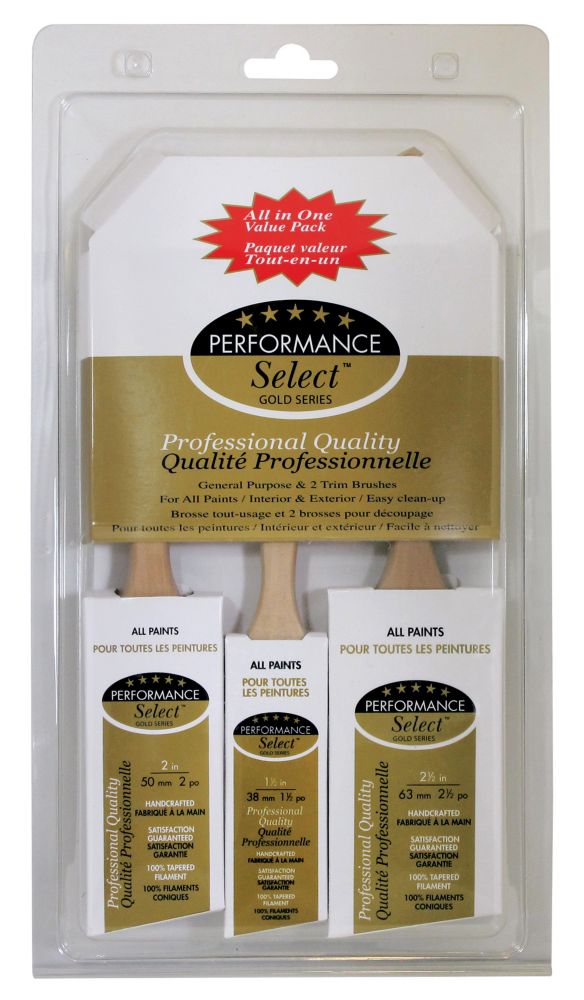 All in One
Value Pack
Paquet valeur
Tout-en-un
PERFORMANCE
Select™
GOLD SERIES
Professional Quality
Qualité Professionnelle
General Purpose & 2 Trim Brushes
For All Paints / Interior & Exterior / Easy clean-up
Brosse tout-usage et 2 brosses pour découpage
Pour toutes les peintures / Intérieur et extérieur / Facile à nettoyer
ALL PAINTS
POUR TOUTES LES PEINTURES
PERFORMANCE
Select™
GOLD SERIES
Professional Quality
Qualité Professionnelle
2 in
50 mm 2 po
HANDCRAFTED
FABRIQUÉ À LA MAIN
SATISFACTION
GUARANTEED
SATISFACTION
GARANTIE
100% TAPERED
FILAMENT
100% FILAMENTS
CONIQUES
ALL PAINTS
POUR TOUTES
LES PEINTURES
PERFORMANCE
Select™
GOLD SERIES
1½ in
38 mm 1½ po
Professional
Quality
Qualité
Professionnelle
HANDCRAFTED
FABRIQUÉ À LA MAIN
SATISFACTION
GUARANTEED
SATISFACTION
GARANTIE
100% TAPERED
FILAMENT
100% FILAMENTS
CONIQUES
ALL PAINTS
POUR TOUTES LES PEINTURES
PERFORMANCE
Select™
GOLD SERIES
Professional Quality
Qualité Professionnelle
2½ in
63 mm 2½ po
HANDCRAFTED
FABRIQUÉ À LA MAIN
SATISFACTION
GUARANTEED
SATISFACTION
GARANTIE
100% TAPERED
FILAMENT
100% FILAMENTS
CONIQUES